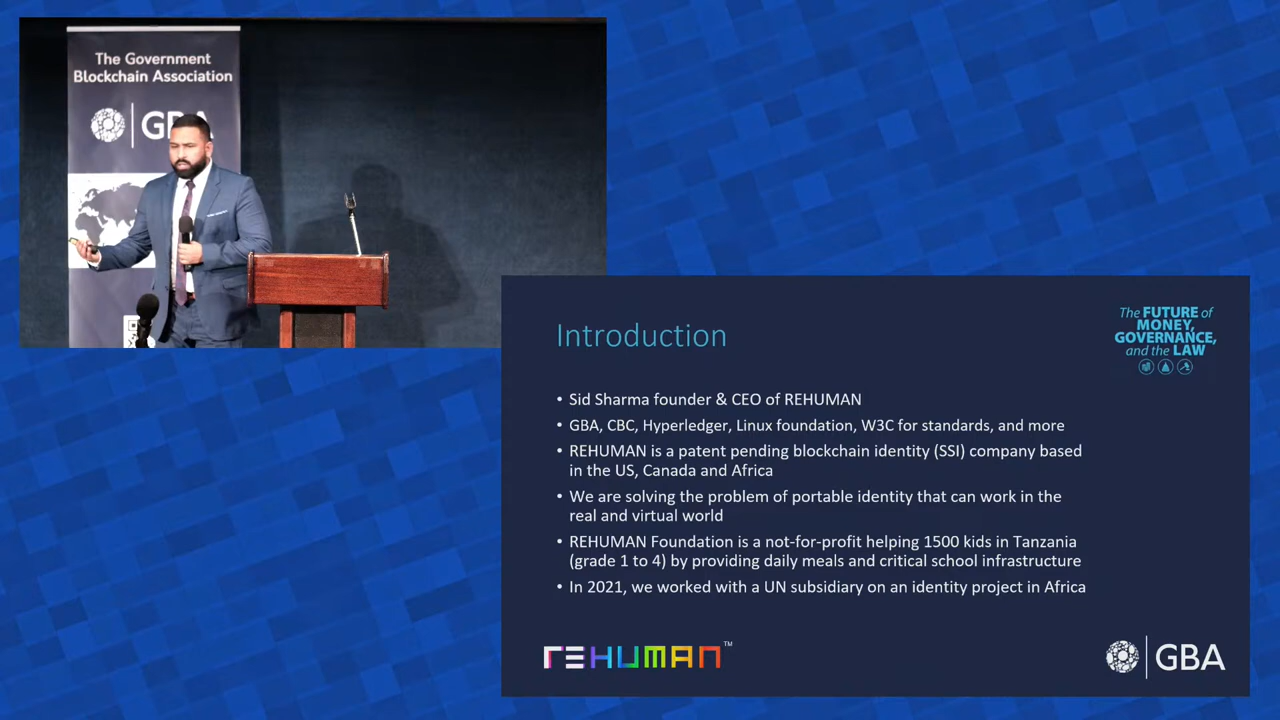 The Government
Blockchain Association
Introduction
The FUTURE of
MONEY,
GOVERNANCE,
and the LAW
• Sid Sharma founder & CEO of REHUMAN
• GBA, CBC, Hyperledger, Linux foundation, W3C for standards, and more
• REHUMAN is a patent pending blockchain identity (SSI) company based
in the US, Canada and Africa
• We are solving the problem of portable identity that can work in the
real and virtual world
• REHUMAN Foundation is a not-for-profit helping 1500 kids in Tanzania
(grade 1 to 4) by providing daily meals and critical school infrastructure
• In 2021, we worked with a UN subsidiary on an identity project in Africa
REHUMAN™
GBA